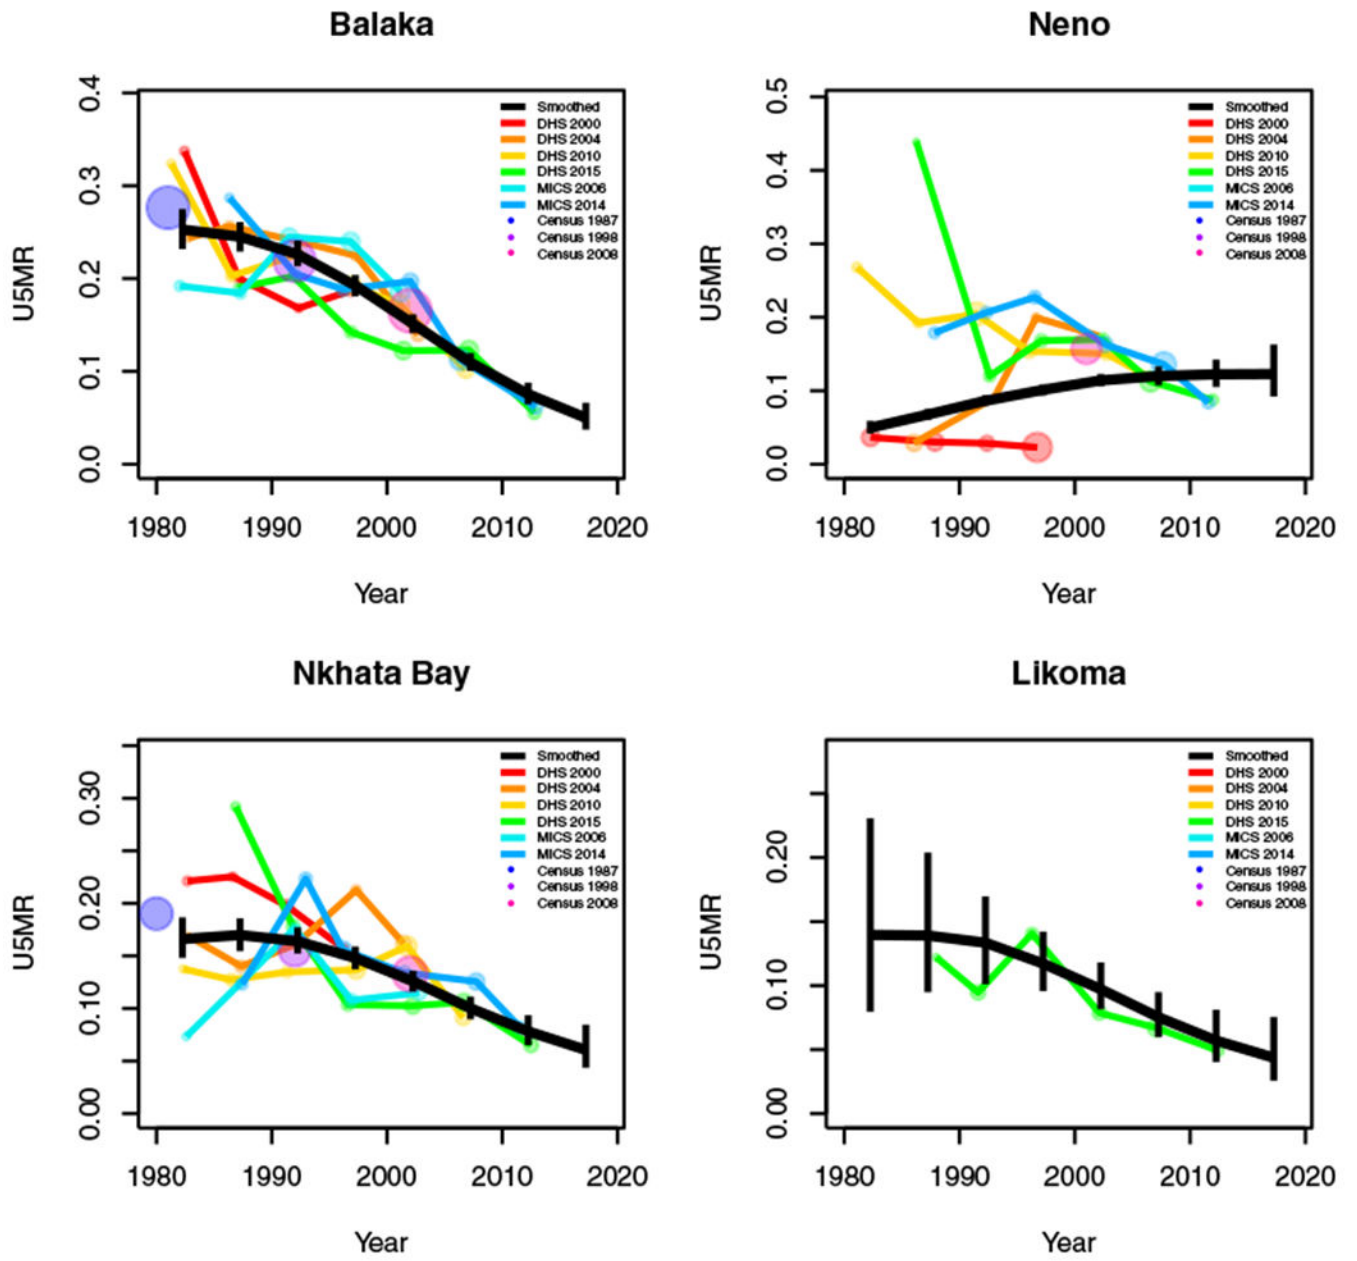 Balaka
U5MR
0.4
0.3
0.2
0.1
0.0
Smoothed
DHS 2000
DHS 2004
DHS 2010
DHS 2015
MICS 2006
MICS 2014
Census 1987
Census 1998
Census 2008
1980 1990 2000 2010 2020
Year
Neno
U5MR
0.5
0.4
0.3
0.2
0.1
0.0
Smoothed
DHS 2000
DHS 2004
DHS 2010
DHS 2015
MICS 2006
MICS 2014
Census 1987
Census 1998
Census 2008
1980 1990 2000 2010 2020
Year
Nkhata Bay
U5MR
0.30
0.20
0.10
0.00
Smoothed
DHS 2000
DHS 2004
DHS 2010
DHS 2015
MICS 2006
MICS 2014
Census 1987
Census 1998
Census 2008
1980 1990 2000 2010 2020
Year
Likoma
U5MR
0.20
0.10
0.00
Smoothed
DHS 2000
DHS 2004
DHS 2010
DHS 2015
MICS 2006
MICS 2014
Census 1987
Census 1998
Census 2008
1980 1990 2000 2010 2020
Year